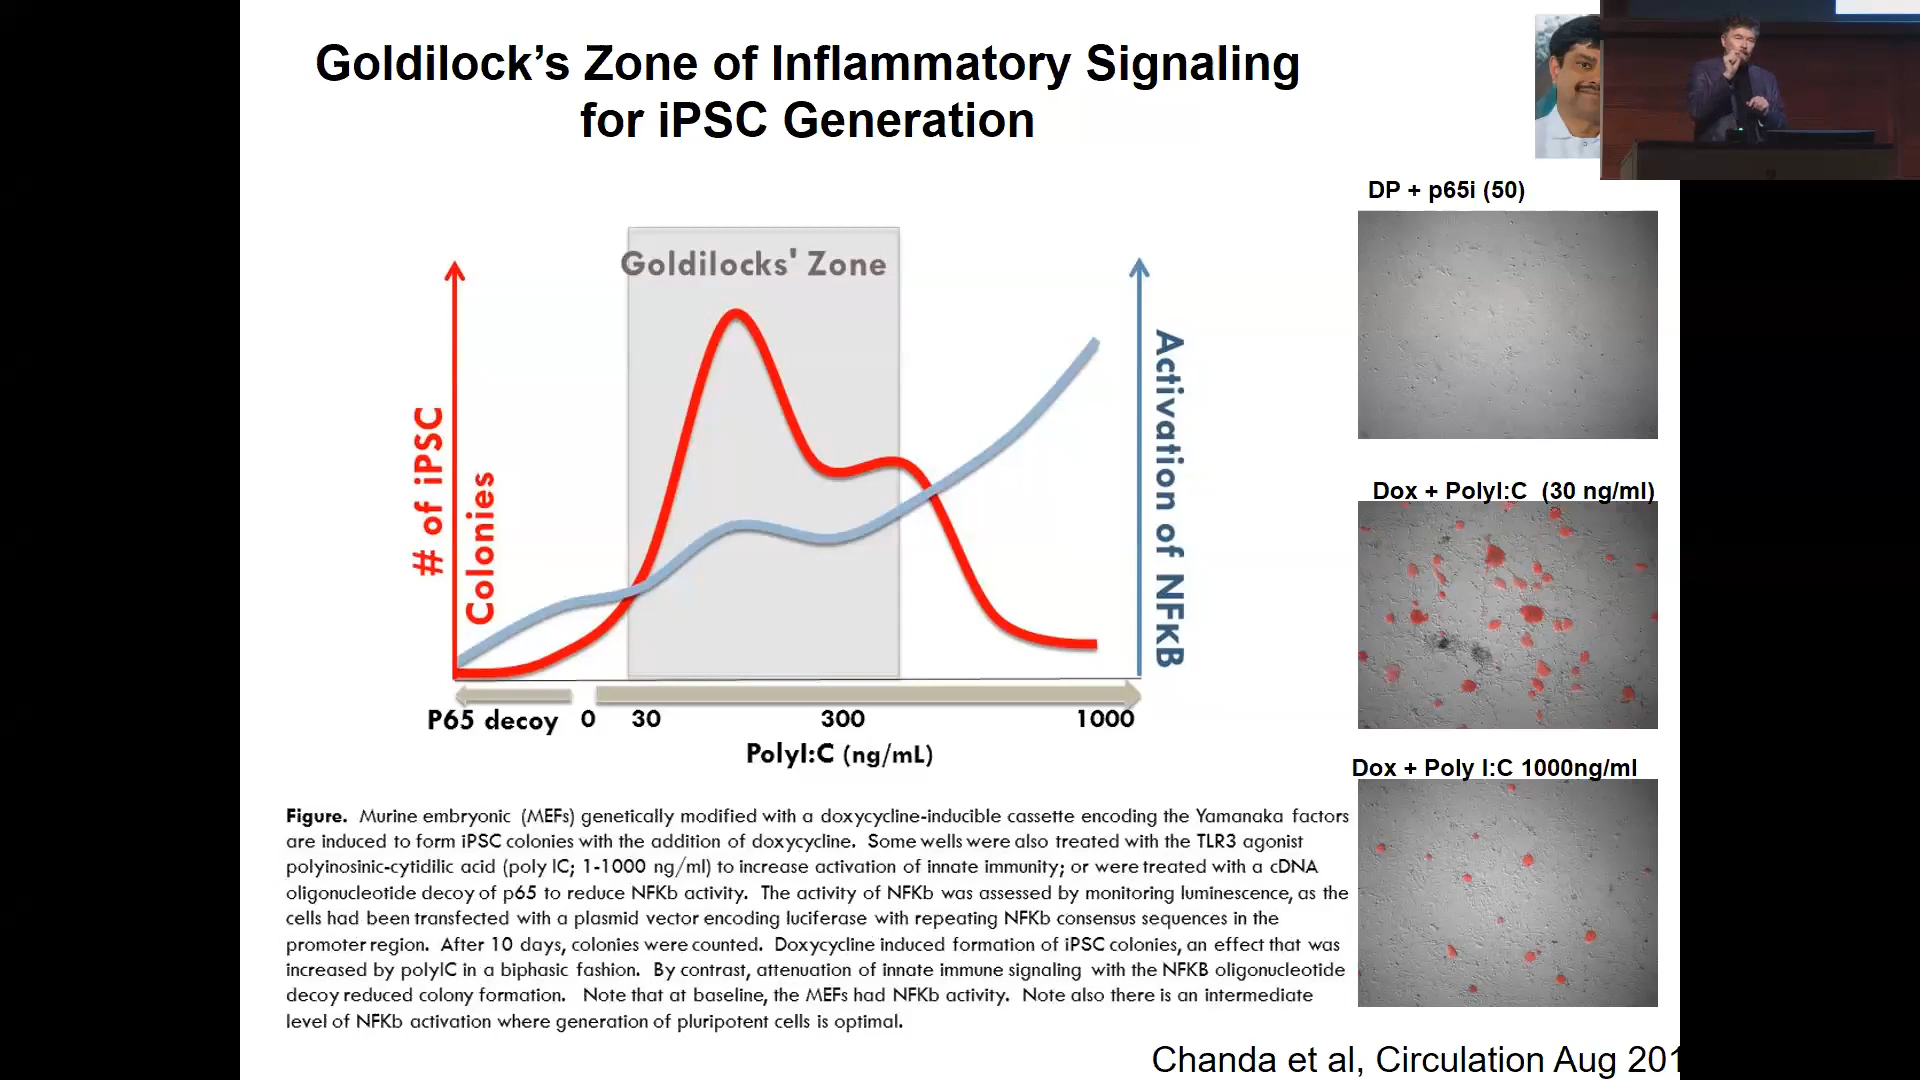 Goldilock’s Zone of Inflammatory Signaling
for iPSC Generation
Goldilocks' Zone
# of iPSC
Colonies
Activation of NFκB
P65 decoy 0 30 300 1000
PolyI:C (ng/mL)
DP + p65i (50)
Dox + PolyI:C (30 ng/ml)
Dox + Poly I:C 1000ng/ml
Figure. Murine embryonic (MEFs) genetically modified with a doxycycline-inducible cassette encoding the Yamanaka factors
are induced to form iPSC colonies with the addition of doxycycline. Some wells were also treated with the TLR3 agonist
polyinosinic-cytidilic acid (poly IC; 1-1000 ng/ml) to increase activation of innate immunity; or were treated with a cDNA
oligonucleotide decoy of p65 to reduce NFKb activity. The activity of NFKb was assessed by monitoring luminescence, as the
cells had been transfected with a plasmid vector encoding luciferase with repeating NFKb consensus sequences in the
promoter region. After 10 days, colonies were counted. Doxycycline induced formation of iPSC colonies, an effect that was
increased by polyIC in a biphasic fashion. By contrast, attenuation of innate immune signaling with the NFKB oligonucleotide
decoy reduced colony formation. Note that at baseline, the MEFs had NFKb activity. Note also there is an intermediate
level of NFKb activation where generation of pluripotent cells is optimal.
Chanda et al, Circulation Aug 201